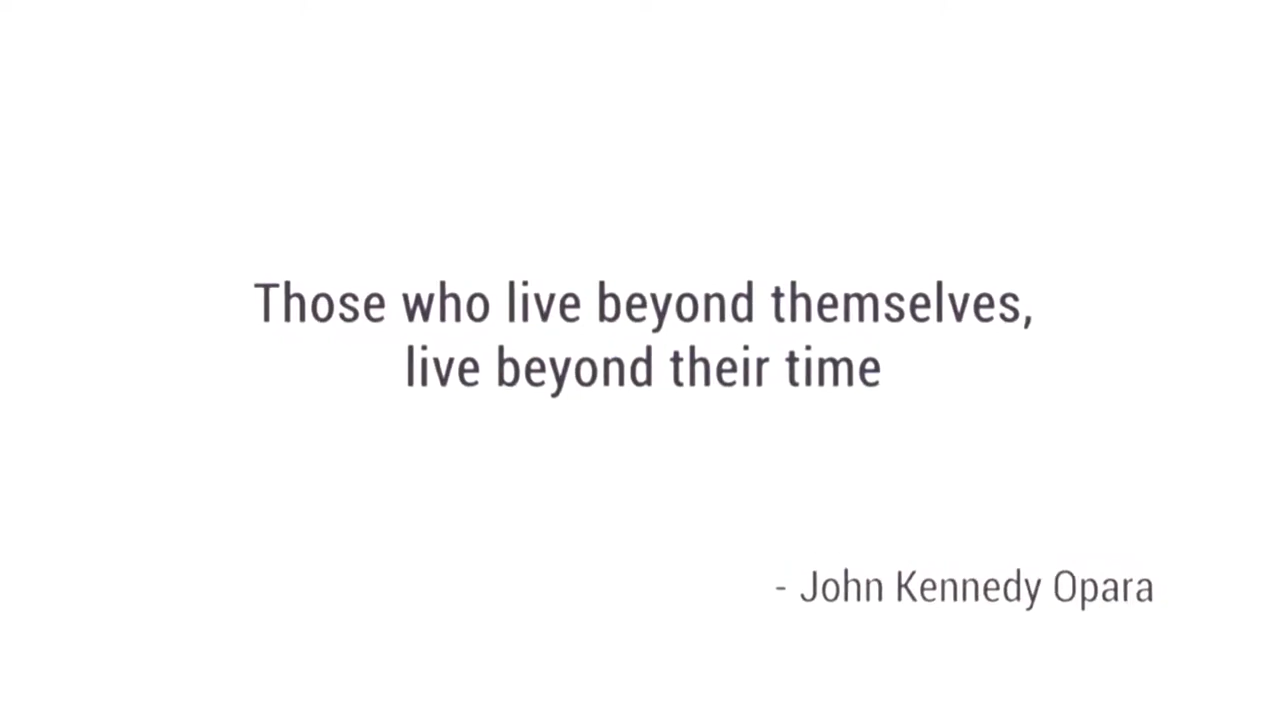 Those who live beyond themselves,
live beyond their time
- John Kennedy Opara